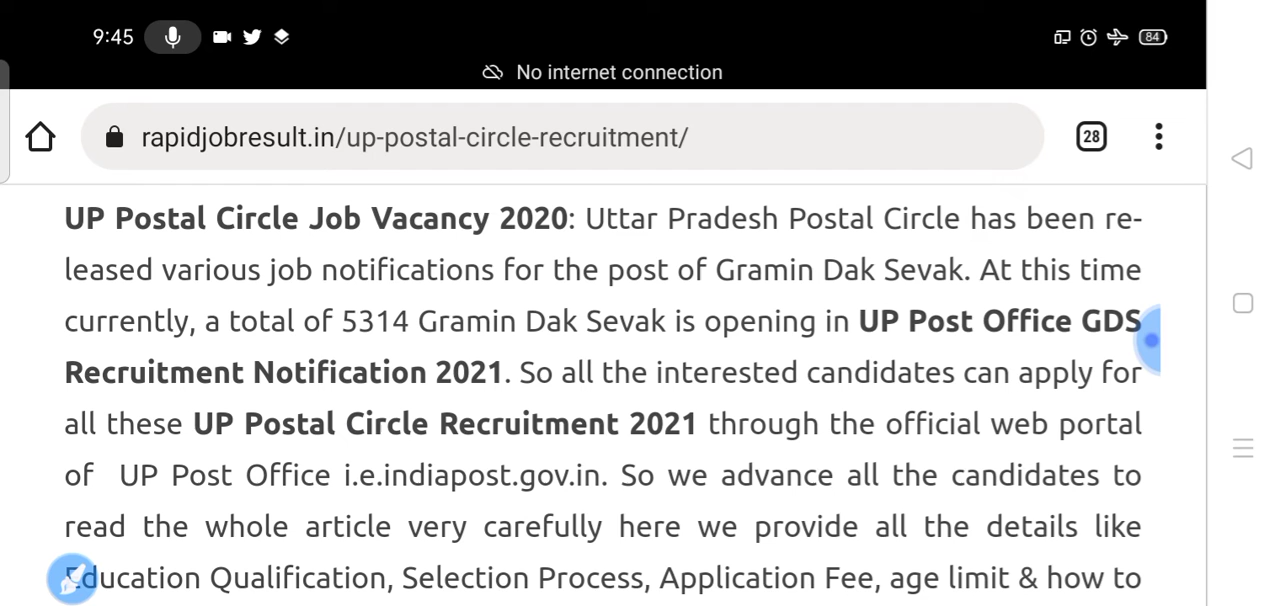 9:45
84
No internet connection
rapidjobresult.in/up-postal-circle-recruitment/
28
UP Postal Circle Job Vacancy 2020: Uttar Pradesh Postal Circle has been re-
leased various job notifications for the post of Gramin Dak Sevak. At this time
currently, a total of 5314 Gramin Dak Sevak is opening in UP Post Office GDS
Recruitment Notification 2021. So all the interested candidates can apply for
all these UP Postal Circle Recruitment 2021 through the official web portal
of UP Post Office i.e.indiapost.gov.in. So we advance all the candidates to
read the whole article very carefully here we provide all the details like
Education Qualification, Selection Process, Application Fee, age limit & how to